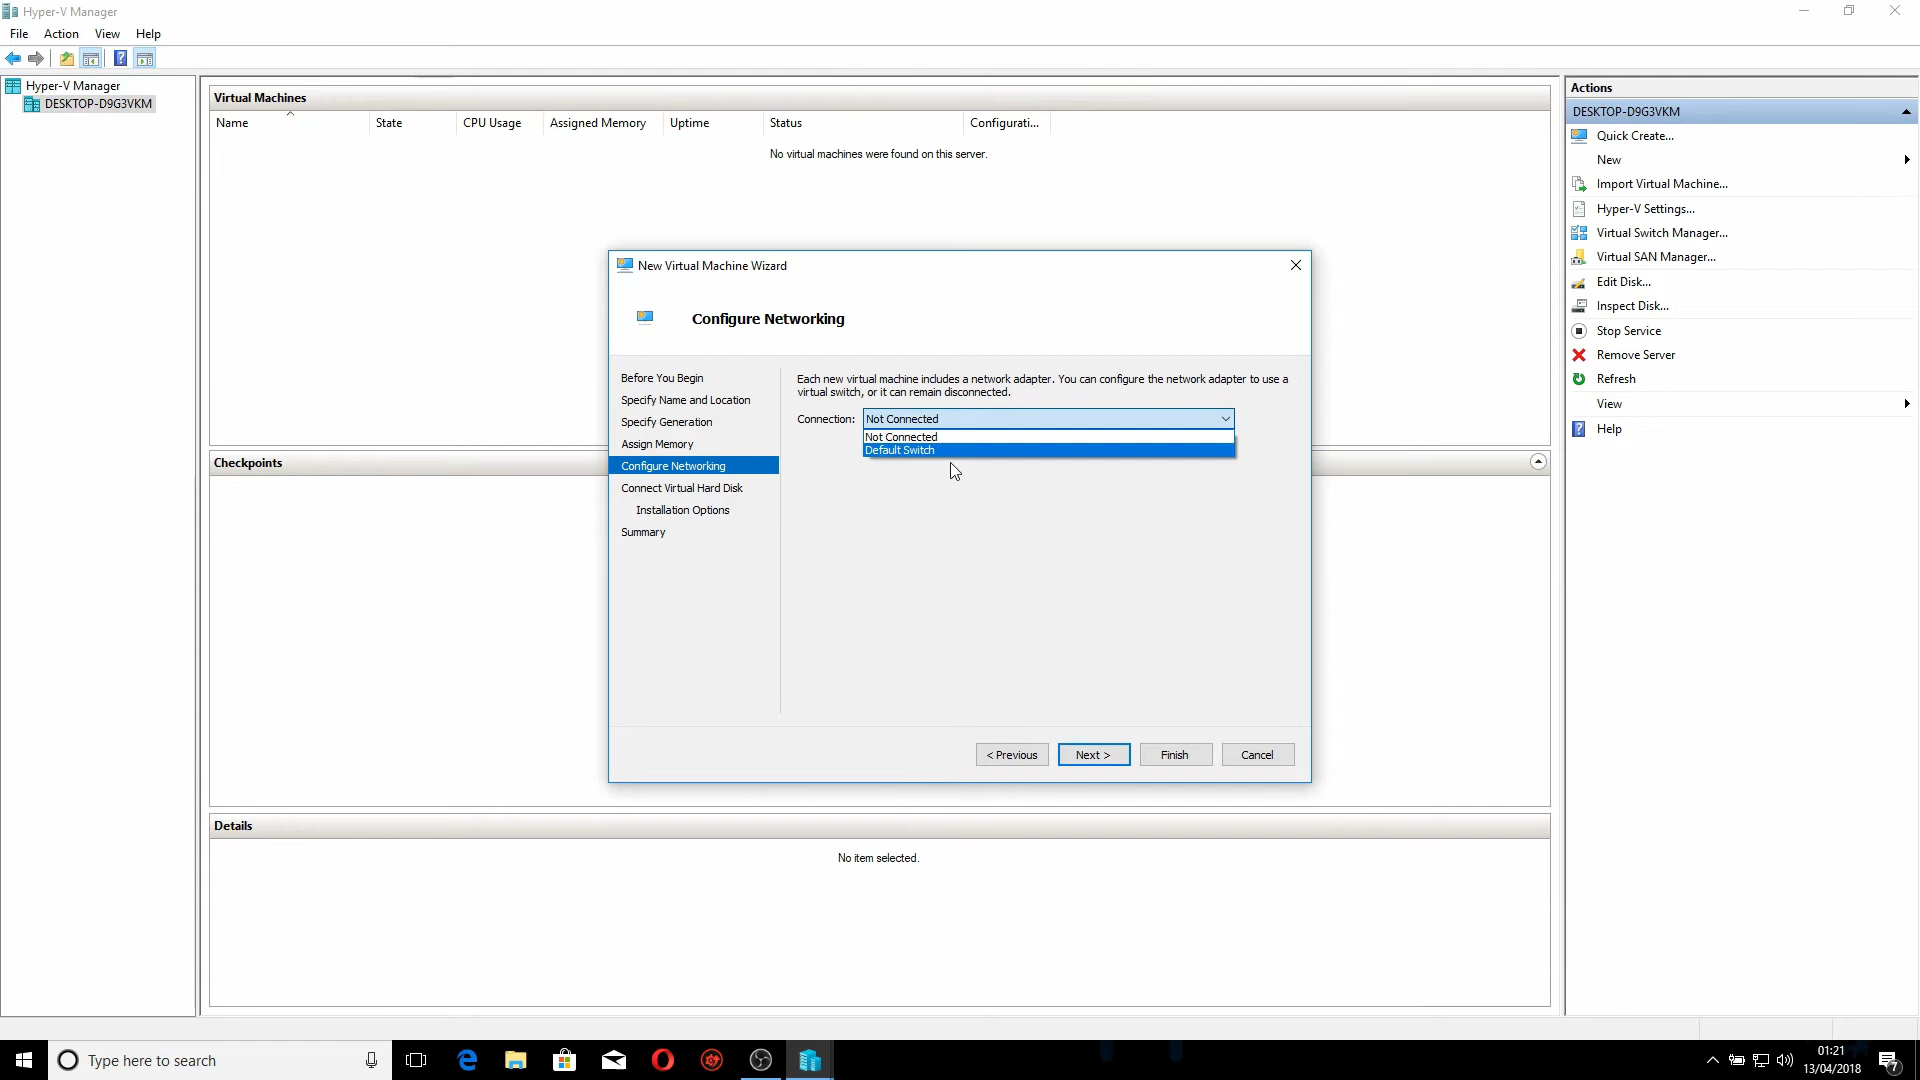 Hyper-V Manager
File Action View Help
Hyper-V Manager
DESKTOP-D9G3VKM
Virtual Machines
Name State CPU Usage Assigned Memory Uptime Status Configurati...
No virtual machines were found on this server.
New Virtual Machine Wizard
Configure Networking
Before You Begin
Specify Name and Location
Specify Generation
Assign Memory
Configure Networking
Connect Virtual Hard Disk
Installation Options
Summary
Each new virtual machine includes a network adapter. You can configure the network adapter to use a
virtual switch, or it can remain disconnected.
Connection: Not Connected
Not Connected
Default Switch
< Previous Next > Finish Cancel
Checkpoints
Details
No item selected.
Actions
DESKTOP-D9G3VKM
Quick Create...
New
Import Virtual Machine...
Hyper-V Settings...
Virtual Switch Manager...
Virtual SAN Manager...
Edit Disk...
Inspect Disk...
Stop Service
Remove Server
Refresh
View
Help
Type here to search
01:21
13/04/2018
7